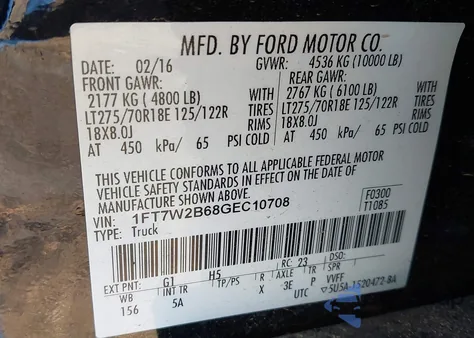 MFD. BY FORD MOTOR CO.
DATE: 02/16 GVWR: 4536 KG (10000 LB)
FRONT GAWR: REAR GAWR:
2177 KG (4800 LB) WITH 2767 KG (6100 LB) WITH
LT275/70R18E 125/122R TIRES LT275/70R18E 125/122R TIRES
18X8.0J RIMS 18X8.0J RIMS
AT 450 kPa/ 65 PSI COLD AT 450 kPa/ 65 PSI COLD
THIS VEHICLE CONFORMS TO ALL APPLICABLE FEDERAL MOTOR
VEHICLE SAFETY STANDARDS IN EFFECT ON THE DATE OF
MANUFACTURE SHOWN ABOVE.
VIN: 1FT7W2B68GEC10708 F0300
TYPE: Truck T1085
EXT PNT: G1 H5 RC: 23 DSO:
WB INT TR TP/PS R AXLE TR SPR
156 5A X 3E P VVFF
UTC ▽5U5A-1520472-BA